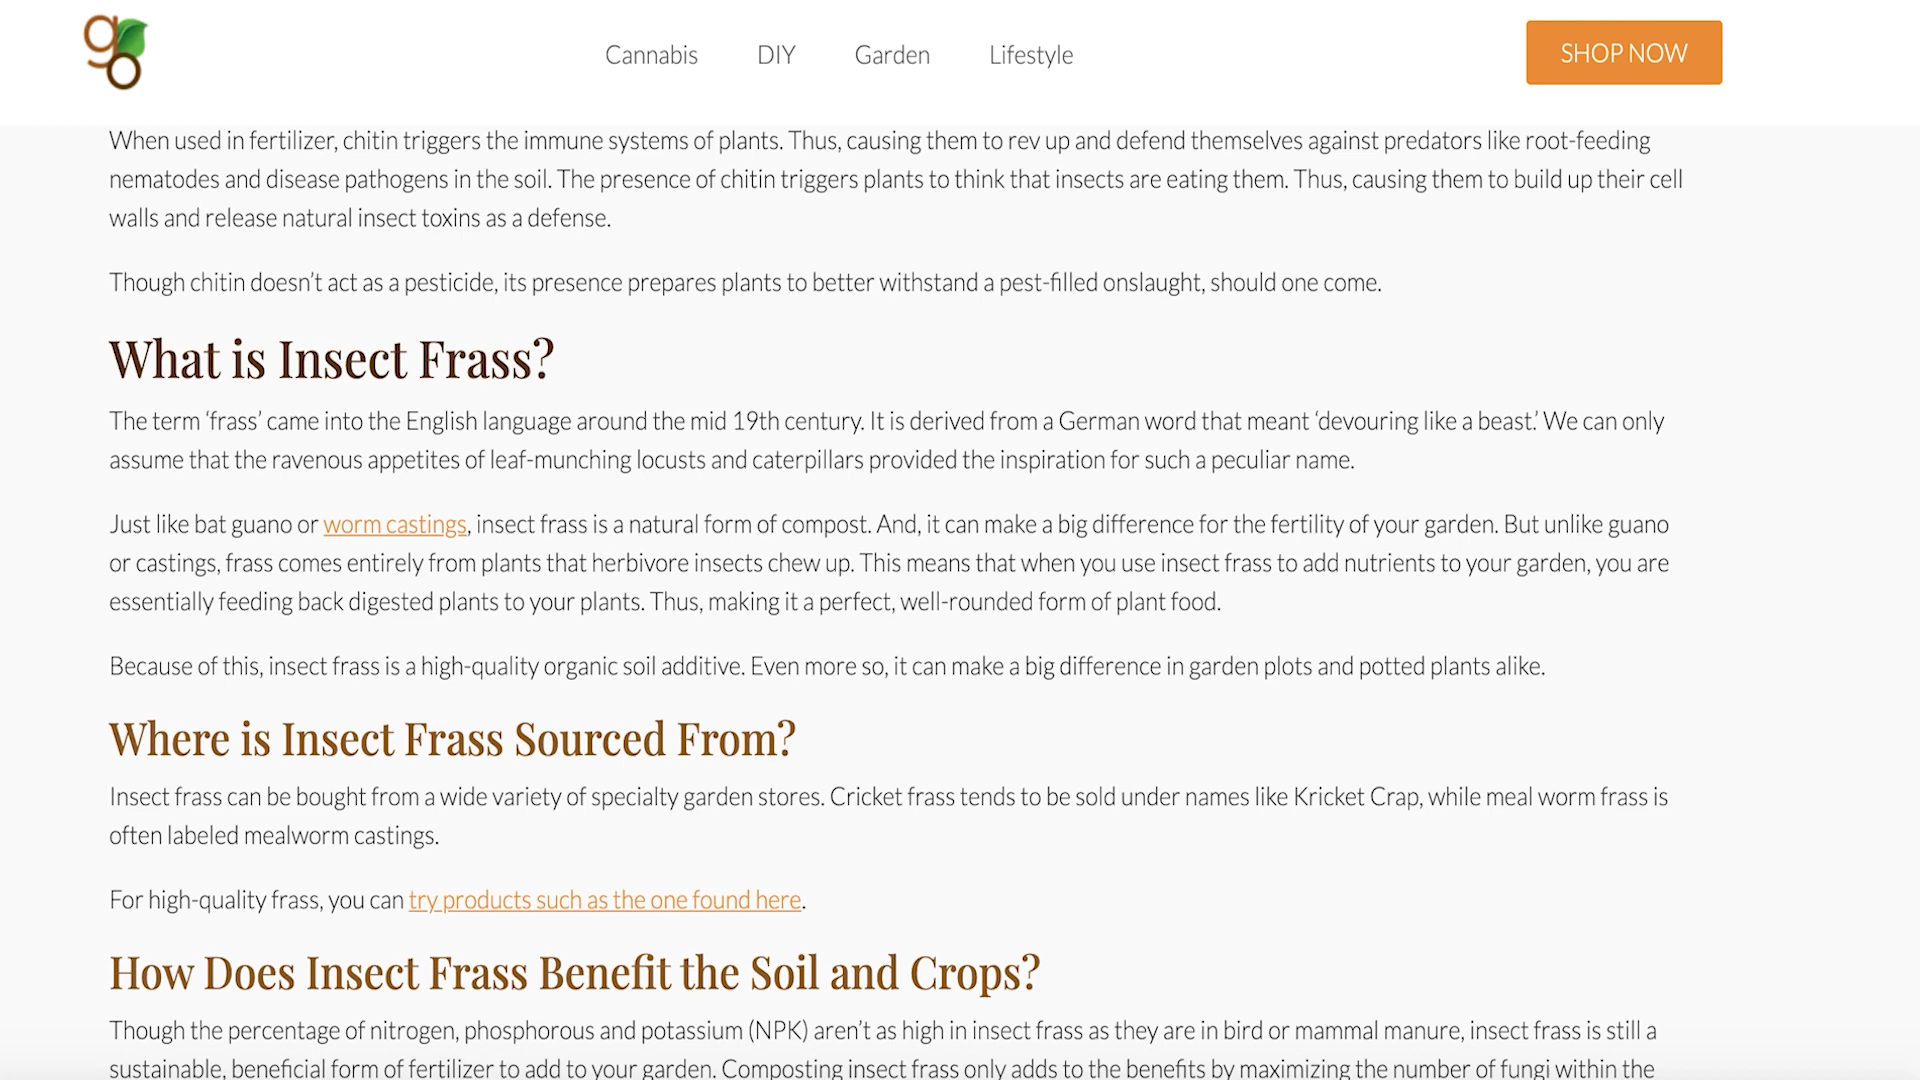 go
Cannabis DIY Garden Lifestyle SHOP NOW
When used in fertilizer, chitin triggers the immune systems of plants. Thus, causing them to rev up and defend themselves against predators like root-feeding
nematodes and disease pathogens in the soil. The presence of chitin triggers plants to think that insects are eating them. Thus, causing them to build up their cell
walls and release natural insect toxins as a defense.
Though chitin doesn’t act as a pesticide, its presence prepares plants to better withstand a pest-filled onslaught, should one come.
What is Insect Frass?
The term ‘frass’ came into the English language around the mid 19th century. It is derived from a German word that meant ‘devouring like a beast.’ We can only
assume that the ravenous appetites of leaf-munching locusts and caterpillars provided the inspiration for such a peculiar name.
Just like bat guano or worm castings, insect frass is a natural form of compost. And, it can make a big difference for the fertility of your garden. But unlike guano
or castings, frass comes entirely from plants that herbivore insects chew up. This means that when you use insect frass to add nutrients to your garden, you are
essentially feeding back digested plants to your plants. Thus, making it a perfect, well-rounded form of plant food.
Because of this, insect frass is a high-quality organic soil additive. Even more so, it can make a big difference in garden plots and potted plants alike.
Where is Insect Frass Sourced From?
Insect frass can be bought from a wide variety of specialty garden stores. Cricket frass tends to be sold under names like Kricket Crap, while meal worm frass is
often labeled mealworm castings.
For high-quality frass, you can try products such as the one found here.
How Does Insect Frass Benefit the Soil and Crops?
Though the percentage of nitrogen, phosphorous and potassium (NPK) aren’t as high in insect frass as they are in bird or mammal manure, insect frass is still a
sustainable, beneficial form of fertilizer to add to your garden. Composting insect frass only adds to the benefits by maximizing the number of fungi within the